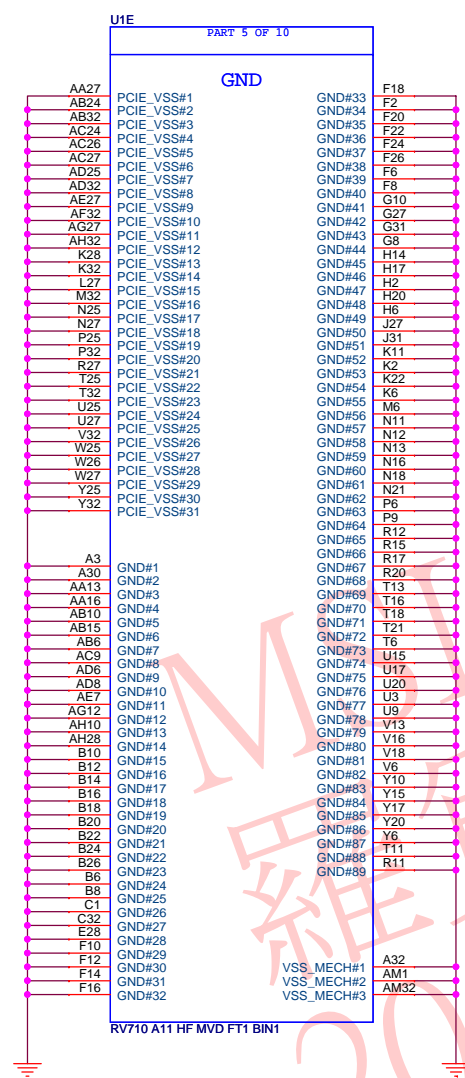 U1E
PART 5 OF 10
GND
AA27 PCIE_VSS#1
AB24 PCIE_VSS#2
AB32 PCIE_VSS#3
AC24 PCIE_VSS#4
AC26 PCIE_VSS#5
AC27 PCIE_VSS#6
AD25 PCIE_VSS#7
AD32 PCIE_VSS#8
AE27 PCIE_VSS#9
AF32 PCIE_VSS#10
AG27 PCIE_VSS#11
AH32 PCIE_VSS#12
K28 PCIE_VSS#13
K32 PCIE_VSS#14
L27 PCIE_VSS#15
M32 PCIE_VSS#16
N25 PCIE_VSS#17
N27 PCIE_VSS#18
P25 PCIE_VSS#19
P32 PCIE_VSS#20
R27 PCIE_VSS#21
T25 PCIE_VSS#22
T32 PCIE_VSS#23
U25 PCIE_VSS#24
U27 PCIE_VSS#25
V32 PCIE_VSS#26
W25 PCIE_VSS#27
W26 PCIE_VSS#28
W27 PCIE_VSS#29
Y25 PCIE_VSS#30
Y32 PCIE_VSS#31
A3 GND#1
A30 GND#2
AA13 GND#3
AA16 GND#4
AB10 GND#5
AB15 GND#6
AB6 GND#7
AC9 GND#8
AD6 GND#9
AD8 GND#10
AE7 GND#11
AG12 GND#12
AH10 GND#13
AH28 GND#14
B10 GND#15
B12 GND#16
B14 GND#17
B16 GND#18
B18 GND#19
B20 GND#20
B22 GND#21
B24 GND#22
B26 GND#23
B6 GND#24
B8 GND#25
C1 GND#26
C32 GND#27
E28 GND#28
F10 GND#29
F12 GND#30
F14 GND#31
F16 GND#32
GND#33 F18
GND#34 F2
GND#35 F20
GND#36 F22
GND#37 F24
GND#38 F26
GND#39 F6
GND#40 F8
GND#41 G10
GND#42 G27
GND#43 G31
GND#44 G8
GND#45 H14
GND#46 H17
GND#47 H2
GND#48 H20
GND#49 H6
GND#50 J27
GND#51 J31
GND#52 K11
GND#53 K2
GND#54 K22
GND#55 K6
GND#56 M6
GND#57 N11
GND#58 N12
GND#59 N13
GND#60 N16
GND#61 N18
GND#62 N21
GND#63 P6
GND#64 P9
GND#65 R12
GND#66 R15
GND#67 R17
GND#68 R20
GND#69 T13
GND#70 T16
GND#71 T18
GND#72 T21
GND#73 T6
GND#74 U15
GND#75 U17
GND#76 U20
GND#77 U3
GND#78 U9
GND#79 V13
GND#80 V16
GND#81 V18
GND#82 V6
GND#83 Y10
GND#84 Y15
GND#85 Y17
GND#86 Y20
GND#87 Y6
GND#88 T11
GND#89 R11
VSS_MECH#1 A32
VSS_MECH#2 AM1
VSS_MECH#3 AM32
RV710 A11 HF MVD FT1 BIN1
MSI
羅
20